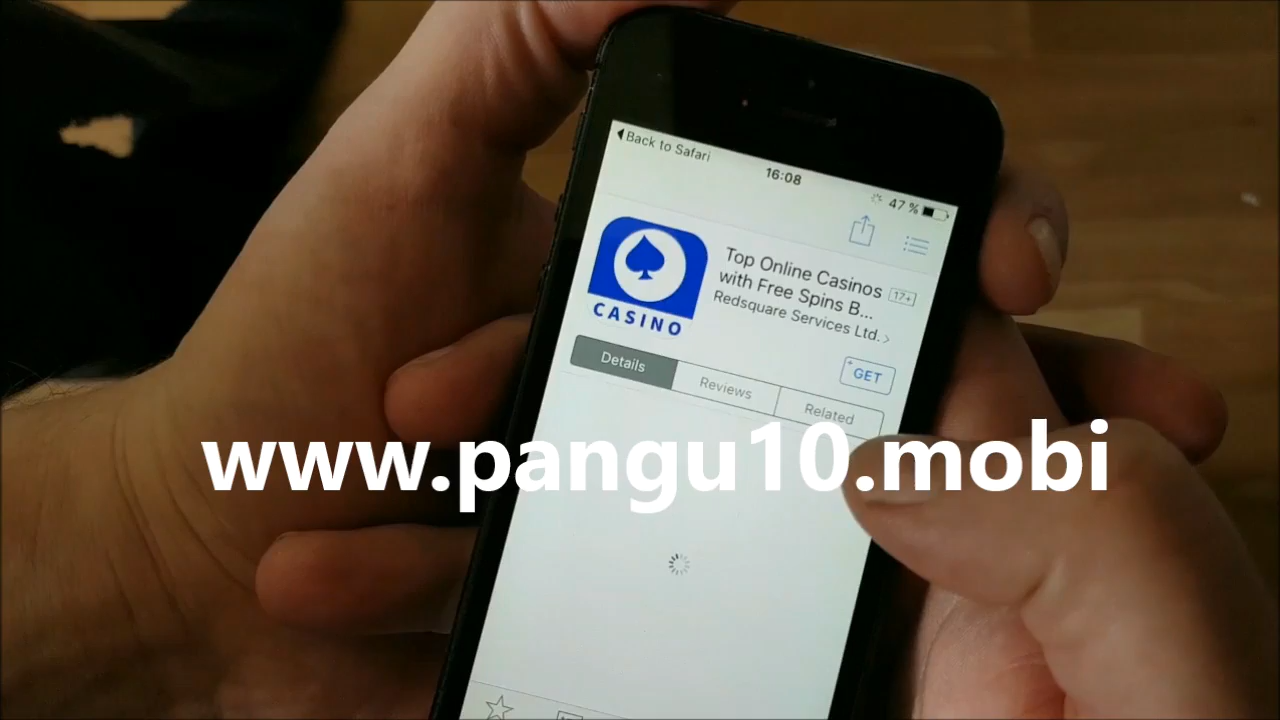 Back to Safari
16:08
47 %
CASINO
Top Online Casinos
with Free Spins B...
17+
Redsquare Services Ltd.
GET
Details
Reviews
Related
www.pangu10.mobi